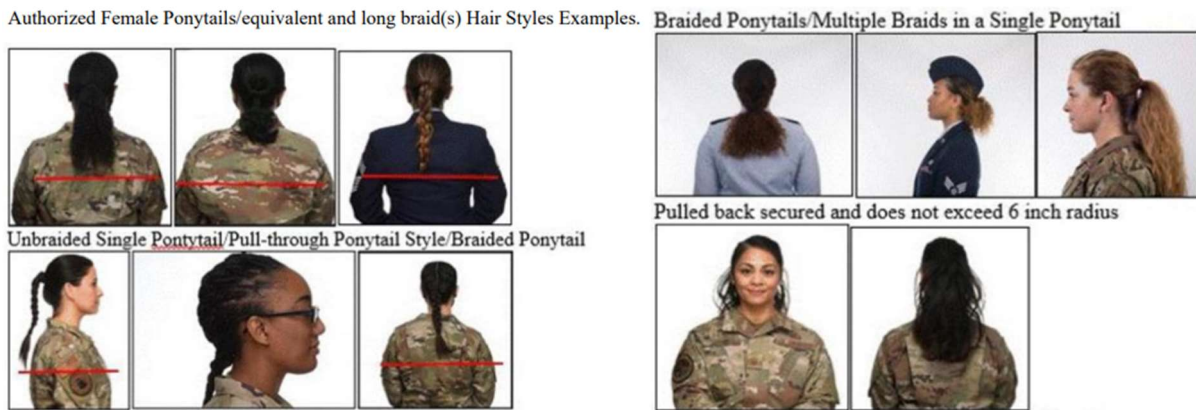 Authorized Female Ponytails/equivalent and long braid(s) Hair Styles Examples.
Unbraided Single Pontytail/Pull-through Ponytail Style/Braided Ponytail
Braided Ponytails/Multiple Braids in a Single Ponytail
Pulled back secured and does not exceed 6 inch radius